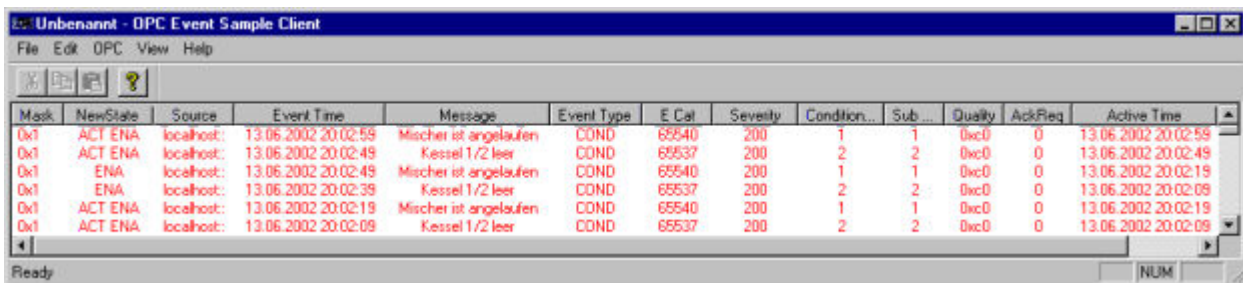 Unbenannt - OPC Event Sample Client
File Edit OPC View Help
Mask NewState Source Event Time Message Event Type E Cat Severity Condition... Sub ... Quality AckReq Active Time
0x1 ACT ENA localhost:: 13.06.2002 20:02:59 Mischer ist angelaufen COND 65540 200 1 1 0xc0 0 13.06.2002 20:02:59
0x1 ACT ENA localhost:: 13.06.2002 20:02:49 Kessel 1/2 leer COND 65537 200 2 2 0xc0 0 13.06.2002 20:02:49
0x1 ENA localhost:: 13.06.2002 20:02:49 Mischer ist angelaufen COND 65540 200 1 1 0xc0 0 13.06.2002 20:02:19
0x1 ENA localhost:: 13.06.2002 20:02:39 Kessel 1/2 leer COND 65537 200 2 2 0xc0 0 13.06.2002 20:02:09
0x1 ACT ENA localhost:: 13.06.2002 20:02:19 Mischer ist angelaufen COND 65540 200 1 1 0xc0 0 13.06.2002 20:02:19
0x1 ACT ENA localhost:: 13.06.2002 20:02:09 Kessel 1/2 leer COND 65537 200 2 2 0xc0 0 13.06.2002 20:02:09
Ready NUM